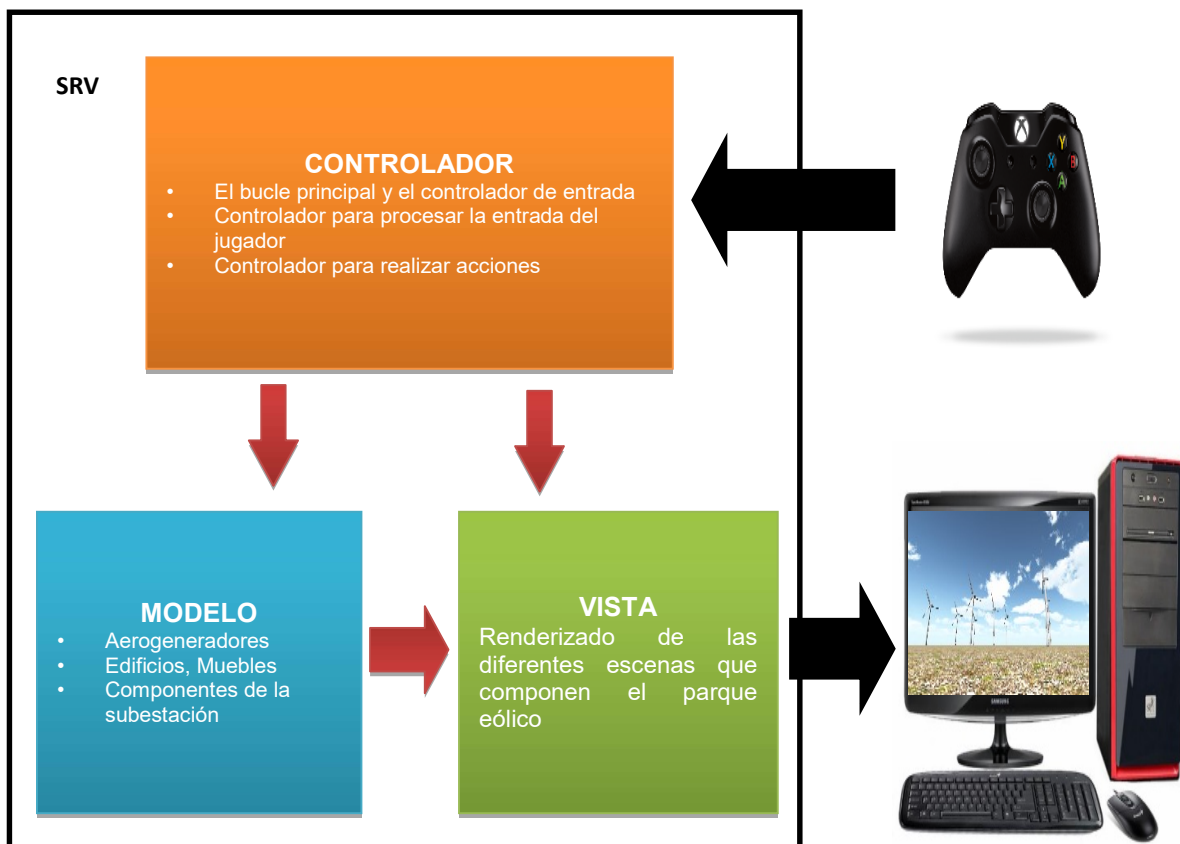 SRV
CONTROLADOR
• El bucle principal y el controlador de entrada
• Controlador para procesar la entrada del
jugador
• Controlador para realizar acciones
Y
X
B
A
MODELO
• Aerogeneradores
• Edificios, Muebles
• Componentes de la
subestación
VISTA
Renderizado de las
diferentes escenas que
componen el parque
eólico
SAMSUNG